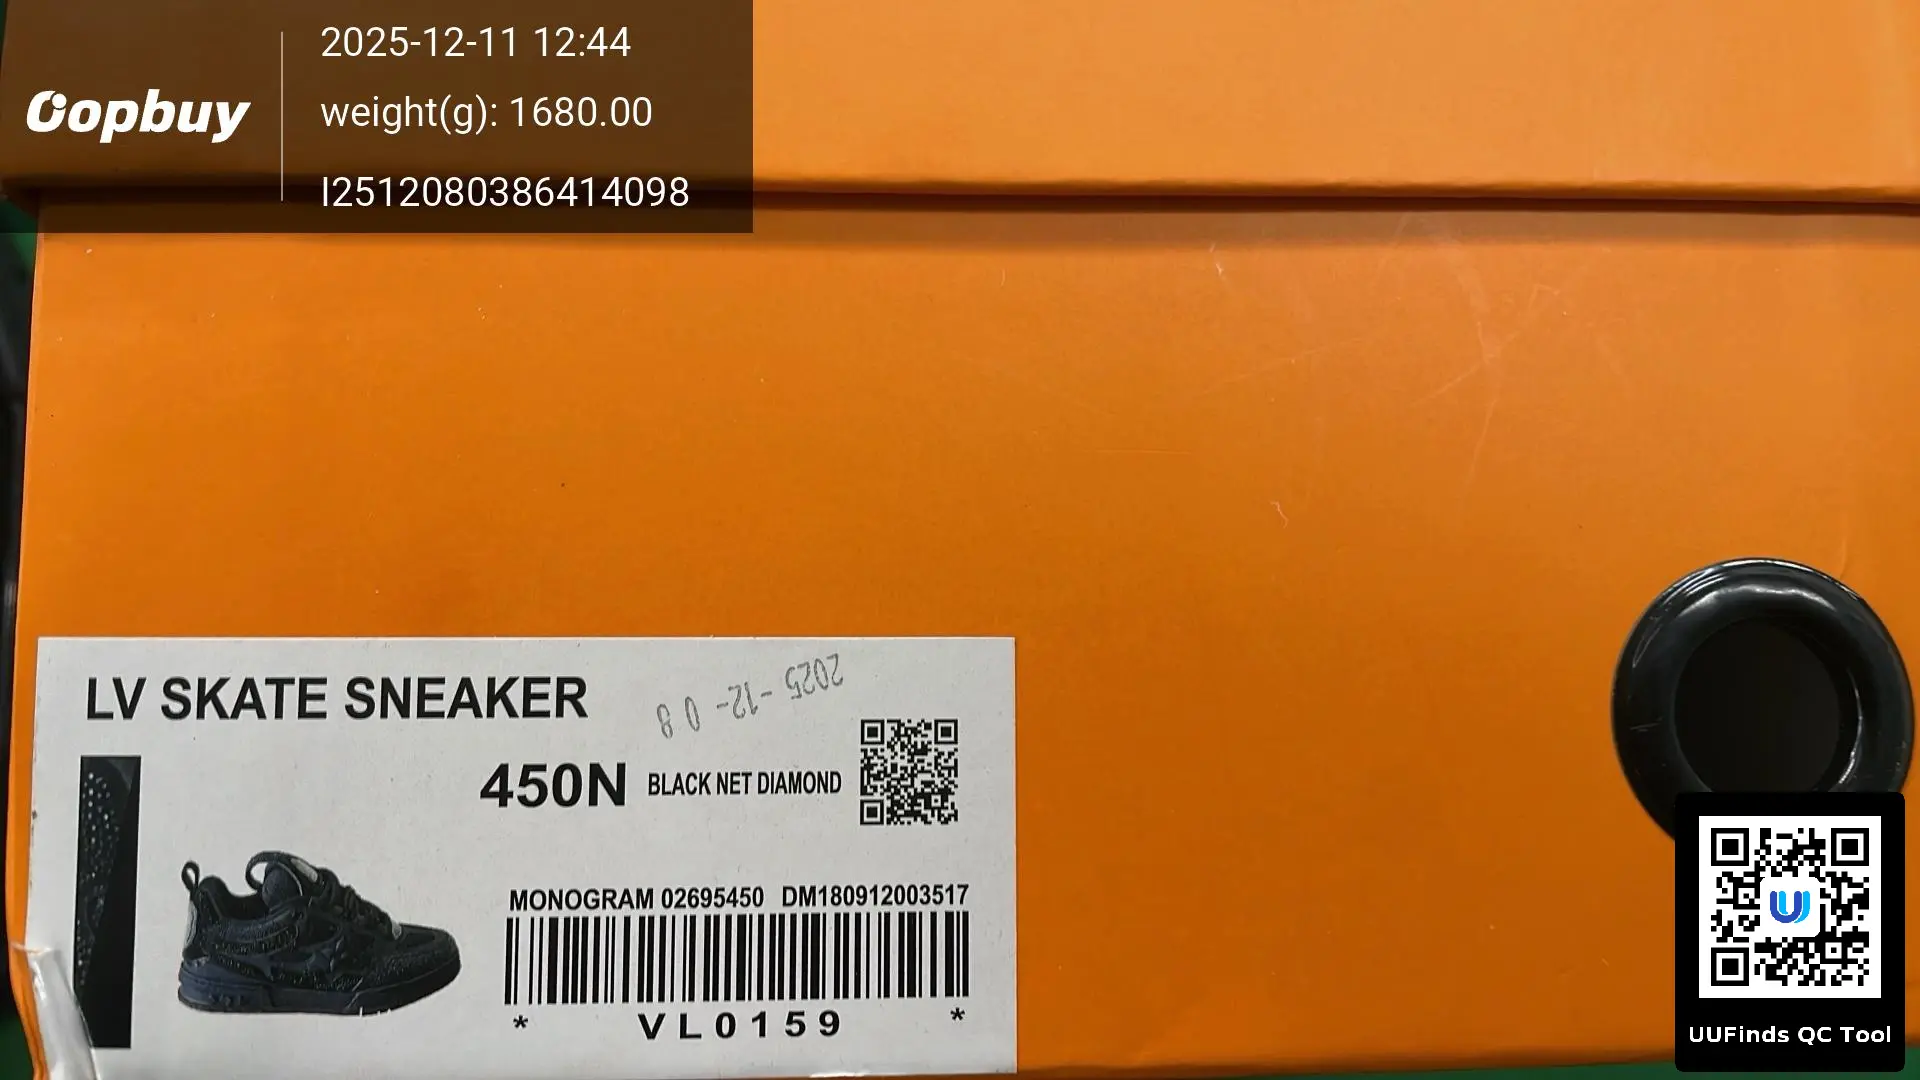 Oopbuy
2025-12-11 12:44
weight(g): 1680.00
I2512080386414098
LV SKATE SNEAKER
2025-12-08
450N BLACK NET DIAMOND
MONOGRAM 02695450 DM180912003517
* VL0159 *
UUFinds QC Tool